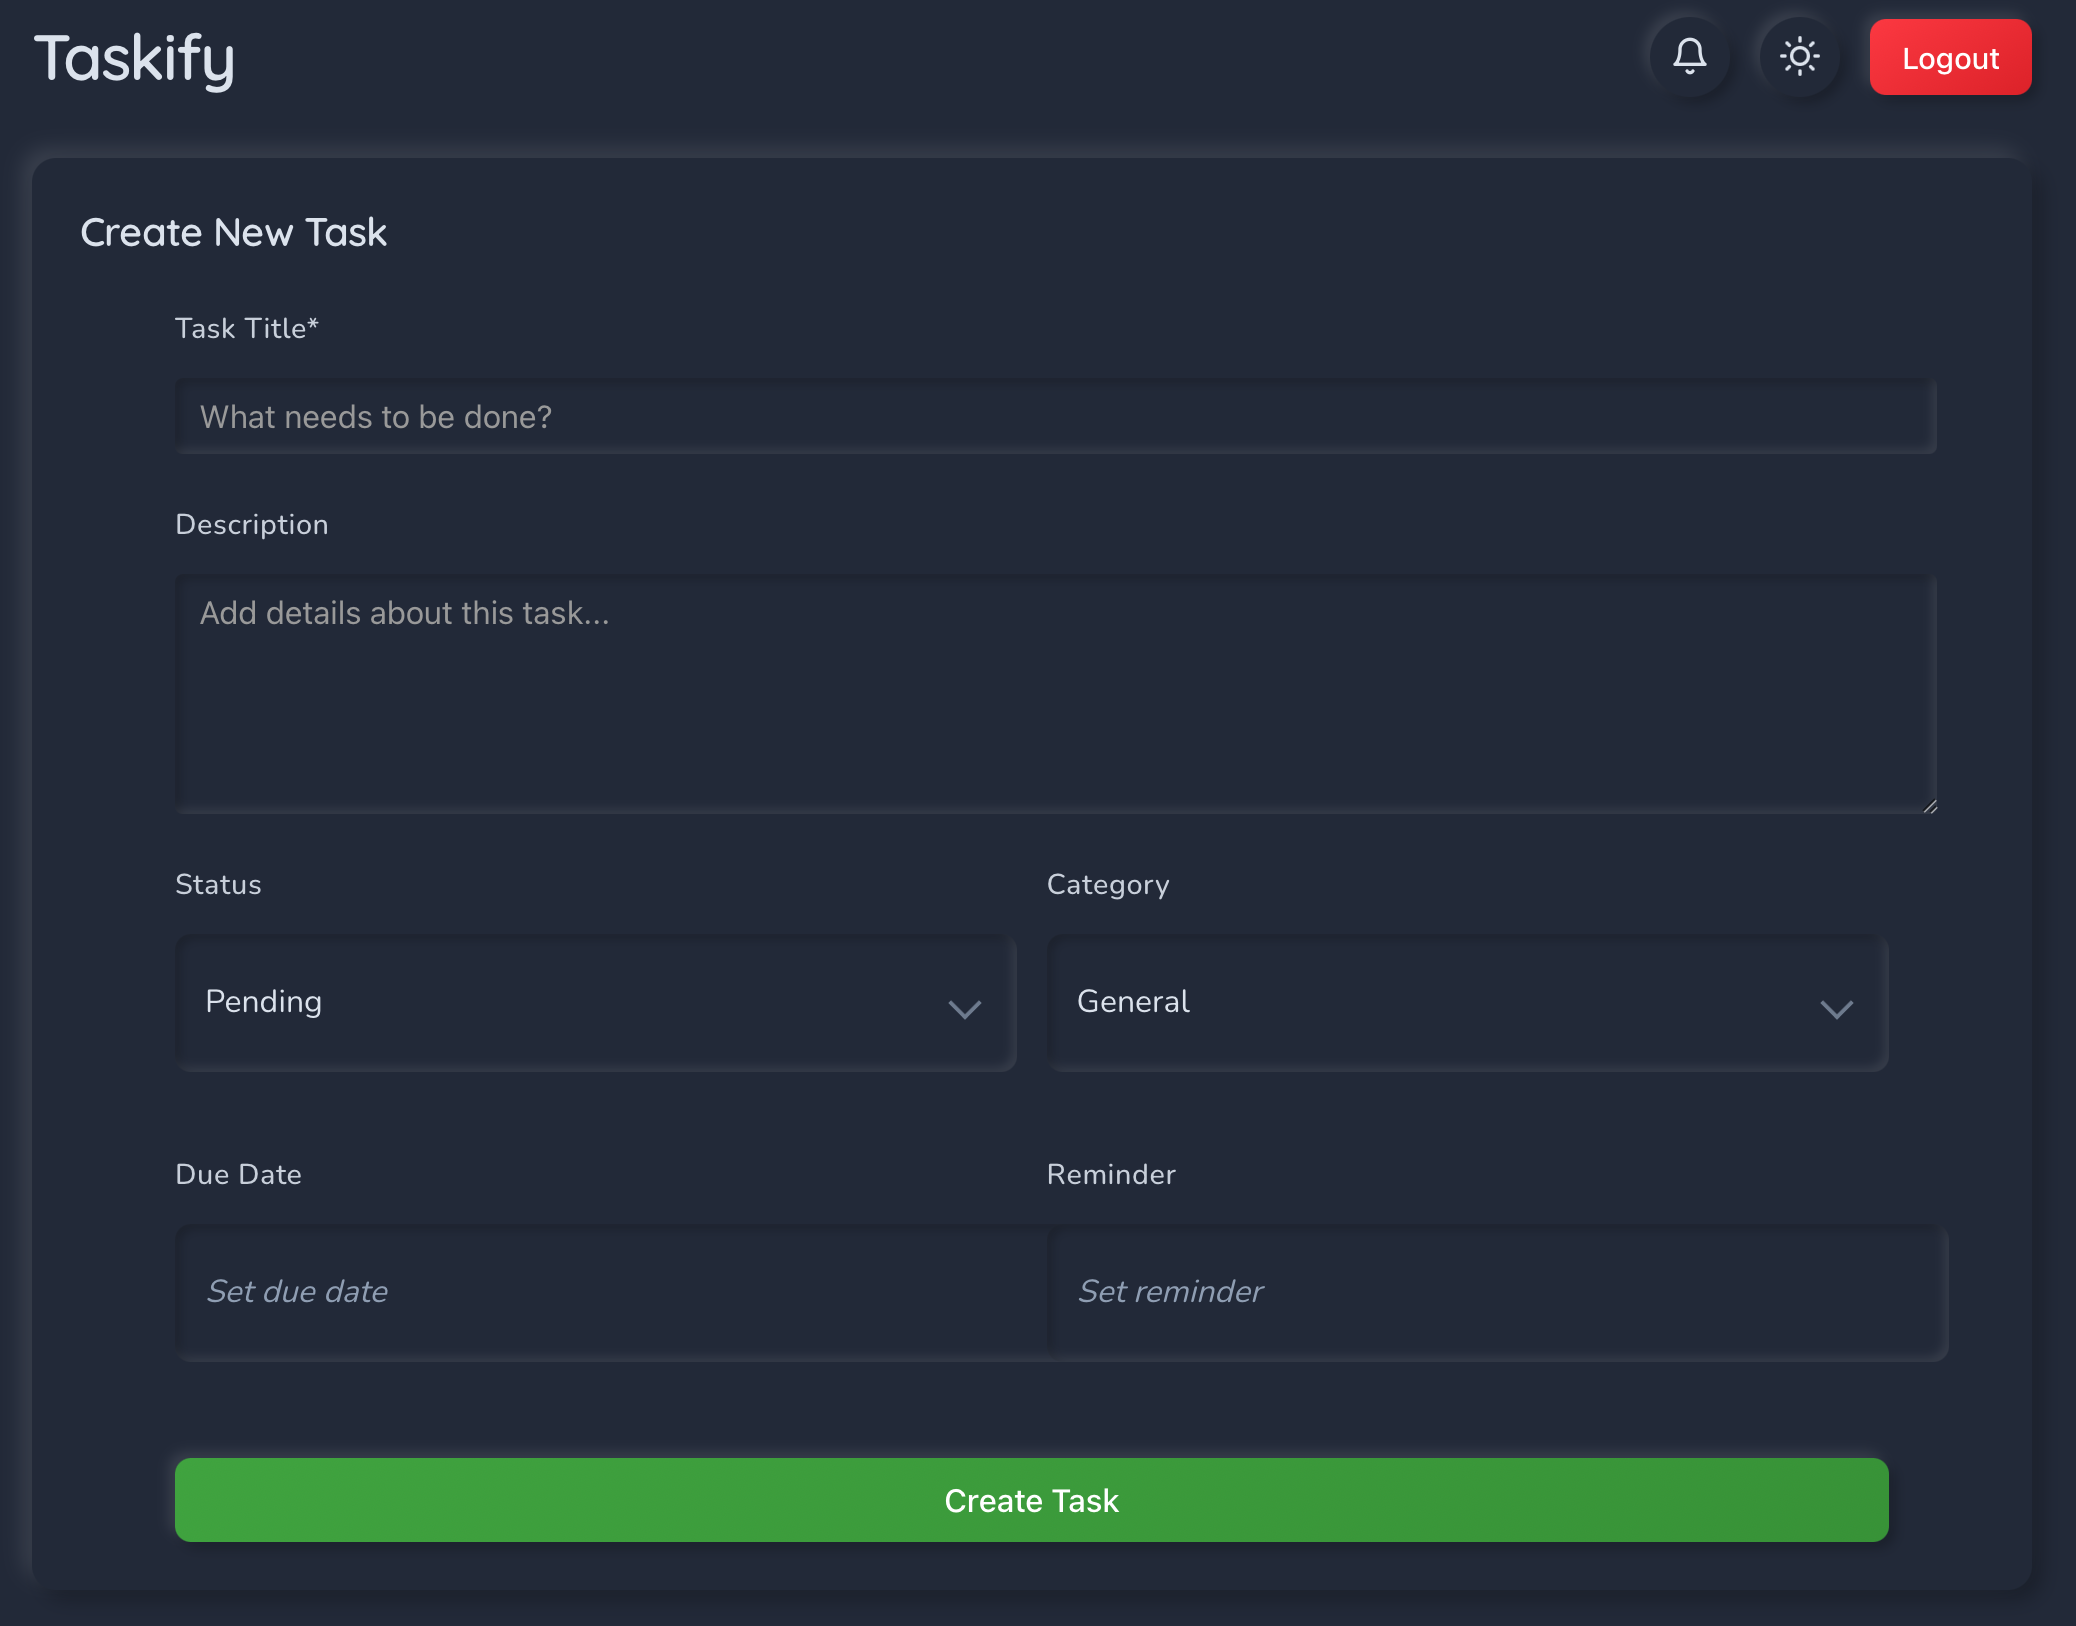 Taskify
Logout
Create New Task
Task Title*
What needs to be done?
Description
Add details about this task...
Status
Category
Pending
General
Due Date
Reminder
Set due date
Set reminder
Create Task